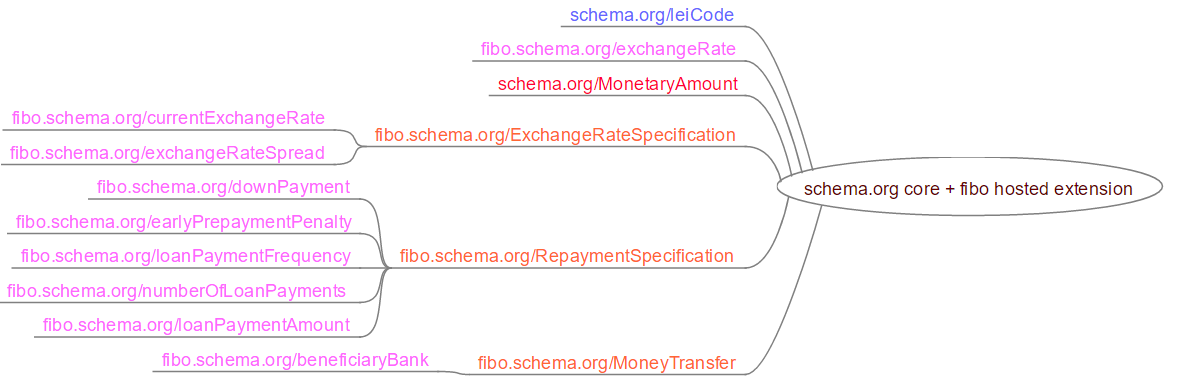 schema.org/leiCode
fibo.schema.org/exchangeRate
schema.org/MonetaryAmount
fibo.schema.org/currentExchangeRate
fibo.schema.org/ExchangeRateSpecification
fibo.schema.org/exchangeRateSpread
fibo.schema.org/downPayment
schema.org core + fibo hosted extension
fibo.schema.org/earlyPrepaymentPenalty
fibo.schema.org/loanPaymentFrequency
fibo.schema.org/RepaymentSpecification
fibo.schema.org/numberOfLoanPayments
fibo.schema.org/loanPaymentAmount
fibo.schema.org/beneficiaryBank
fibo.schema.org/MoneyTransfer